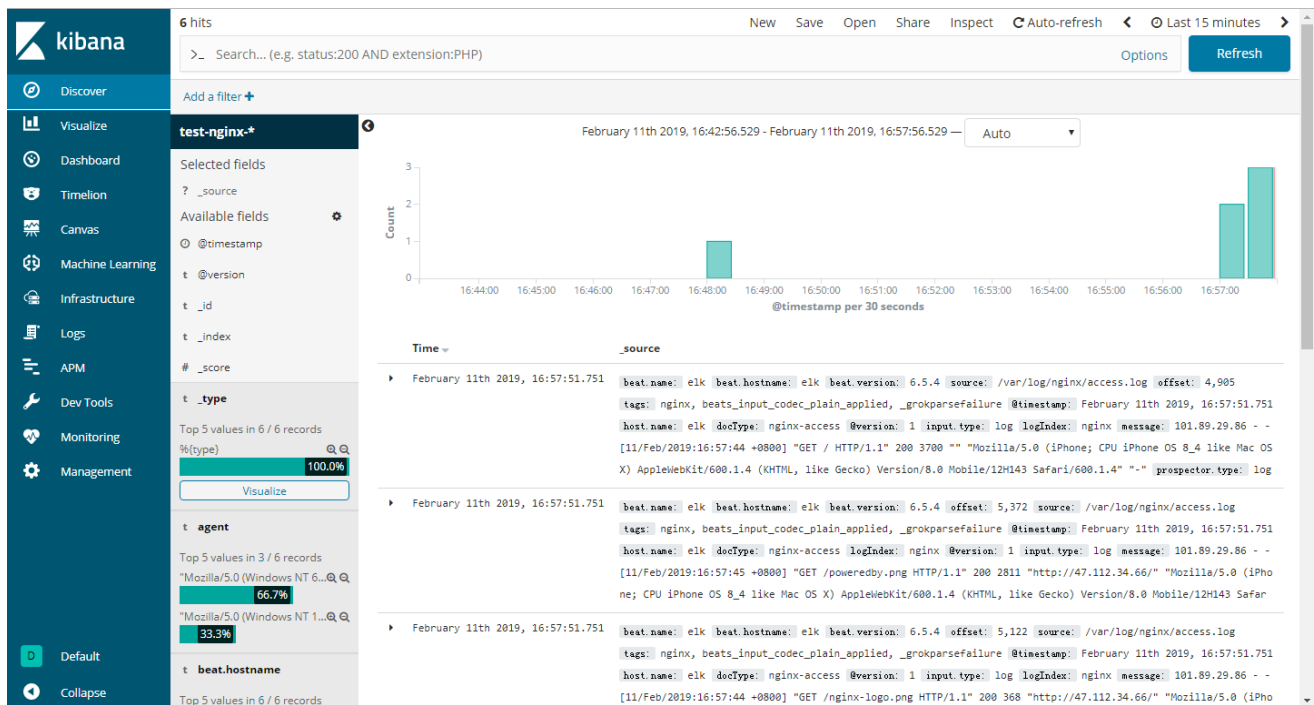 kibana
Discover
Visualize
Dashboard
Timelion
Canvas
Machine Learning
Infrastructure
Logs
APM
Dev Tools
Monitoring
Management
D Default
Collapse
6 hits
New Save Open Share Inspect Auto-refresh Last 15 minutes
>_ Search... (e.g. status:200 AND extension:PHP) Options Refresh
Add a filter +
test-nginx-*
Selected fields
? _source
Available fields
@timestamp
t @version
t _id
t _index
# _score
t _type
Top 5 values in 6 / 6 records
%{type}
100.0%
Visualize
t agent
Top 5 values in 3 / 6 records
"Mozilla/5.0 (Windows NT 6...
66.7%
"Mozilla/5.0 (Windows NT 1...
33.3%
t beat.hostname
Top 5 values in 6 / 6 records
February 11th 2019, 16:42:56.529 - February 11th 2019, 16:57:56.529 — Auto
Count
3
2
1
0
16:44:00 16:45:00 16:46:00 16:47:00 16:48:00 16:49:00 16:50:00 16:51:00 16:52:00 16:53:00 16:54:00 16:55:00 16:56:00 16:57:00
@timestamp per 30 seconds
Time _source
February 11th 2019, 16:57:51.751 beat.name: elk beat.hostname: elk beat.version: 6.5.4 source: /var/log/nginx/access.log offset: 4,905
tags: nginx, beats_input_codec_plain_applied, _grokparsefailure @timestamp: February 11th 2019, 16:57:51.751
host.name: elk docType: nginx-access @version: 1 input.type: log logIndex: nginx message: 101.89.29.86 - -
[11/Feb/2019:16:57:44 +0800] "GET / HTTP/1.1" 200 3700 "" "Mozilla/5.0 (iPhone; CPU iPhone OS 8_4 like Mac OS
X) AppleWebKit/600.1.4 (KHTML, like Gecko) Version/8.0 Mobile/12H143 Safari/600.1.4" "-" prospector.type: log
February 11th 2019, 16:57:51.751 beat.name: elk beat.hostname: elk beat.version: 6.5.4 offset: 5,372 source: /var/log/nginx/access.log
tags: nginx, beats_input_codec_plain_applied, _grokparsefailure @timestamp: February 11th 2019, 16:57:51.751
host.name: elk docType: nginx-access logIndex: nginx @version: 1 input.type: log message: 101.89.29.86 - -
[11/Feb/2019:16:57:45 +0800] "GET /poweredby.png HTTP/1.1" 200 2811 "http://47.112.34.66/" "Mozilla/5.0 (iPho
ne; CPU iPhone OS 8_4 like Mac OS X) AppleWebKit/600.1.4 (KHTML, like Gecko) Version/8.0 Mobile/12H143 Safar
February 11th 2019, 16:57:51.751 beat.name: elk beat.hostname: elk beat.version: 6.5.4 offset: 5,122 source: /var/log/nginx/access.log
tags: nginx, beats_input_codec_plain_applied, _grokparsefailure @timestamp: February 11th 2019, 16:57:51.751
host.name: elk docType: nginx-access @version: 1 input.type: log logIndex: nginx message: 101.89.29.86 - -
[11/Feb/2019:16:57:44 +0800] "GET /nginx-logo.png HTTP/1.1" 200 368 "http://47.112.34.66/" "Mozilla/5.0 (iPho